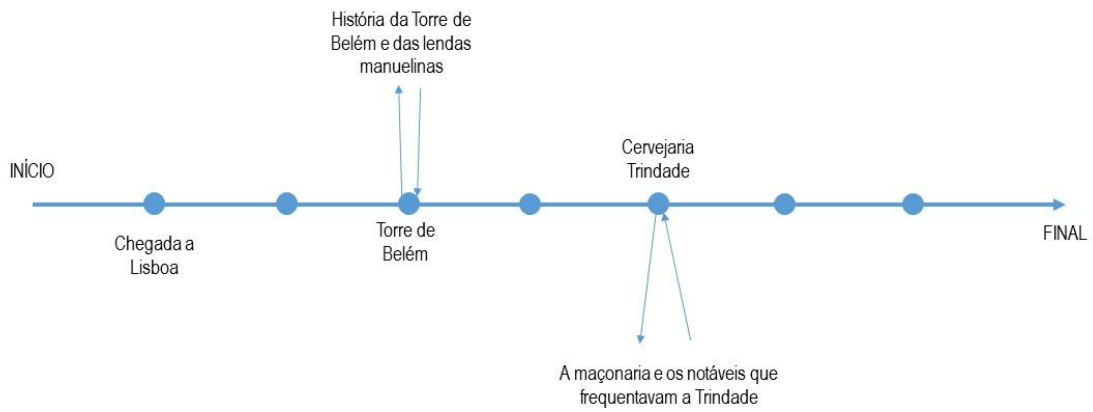 História da Torre de
Belém e das lendas
manuelinas
INÍCIO
Cervejaria
Trindade
Chegada a
Lisboa
Torre de
Belém
FINAL
A maçonaria e os notáveis que
frequentavam a Trindade